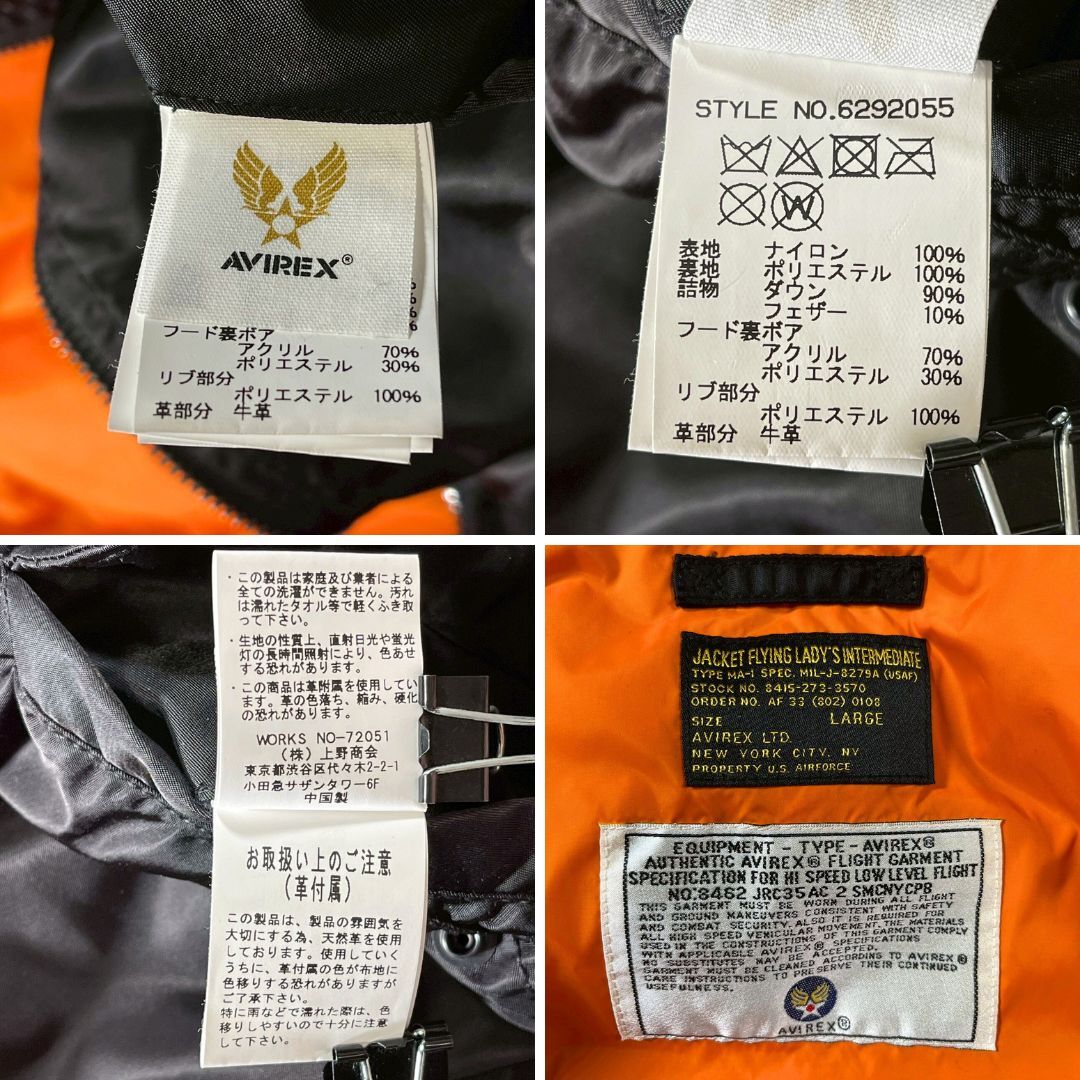 AVIREX®
%
%
%
フード裏ボア
アクリル 70%
ポリエステル 30%
リブ部分
ポリエステル 100%
革部分 牛革
STYLE NO.6292055
W
表地 ナイロン 100%
裏地 ポリエステル 100%
詰物 ダウン 90%
フェザー 10%
フード裏ボア
アクリル 70%
ポリエステル 30%
リブ部分
ポリエステル 100%
革部分 牛革
・この製品は家庭及び業者による
全ての洗濯ができません。汚れ
は濡れたタオル等で軽くふき取
って下さい。
・生地の性質上、直射日光や蛍光
灯の長時間照射により、色あせ
する恐れがあります。
・この商品は革附属を使用してい
ます。革の色落ち、縮み、硬化
の恐れがあります。
WORKS NO-72051
(株)上野商会
東京都渋谷区代々木2-2-1
小田急サザンタワー6F
中国製
お取扱い上のご注意
(革付属)
この製品は、製品の雰囲気を
大切にする為、天然革を使用
しております。使用していく
うちに、革付属の色が布地に
色移りする恐れがありますが
ご了承下さい。
特に雨などで濡れた際は、色
移りしやすいので十分に注意
して下さい。
JACKET FLYING LADY'S INTERMEDIATE
TYPE MA-1 SPEC. MIL-J-8279A (USAF)
STOCK NO. 8415-273-3570
ORDER NO. AF 33 (802) 0108
SIZE LARGE
AVIREX LTD.
NEW YORK CITY. NY
PROPERTY U.S. AIRFORCE
EQUIPMENT - TYPE - AVIREX®
AUTHENTIC AVIREX® FLIGHT GARMENT
SPECIFICATION FOR HI SPEED LOW LEVEL FLIGHT
NO.8462 JRC35AC 2 SMCNYCPB
THIS GARMENT MUST BE WORN DURING ALL FLIGHT
AND GROUND MANEUVERS CONSISTENT WITH SAFETY
AND COMBAT SECURITY. ALSO IT IS REQUIRED FOR
ALL HIGH SPEED VEHICULAR MOVEMENT. THE MATERIALS
USED IN THE CONSTRUCTIONS OF THIS GARMENT COMPLY
WITH APPLICABLE AVIREX® SPECIFICATIONS
NO SUBSTITUTES MAY BE ACCEPTED.
GARMENT MUST BE CLEANED ACCORDING TO AVIREX®
CARE INSTRUCTIONS TO PRESERVE THEIR CONTINUED
USEFULNESS.
AVIREX®